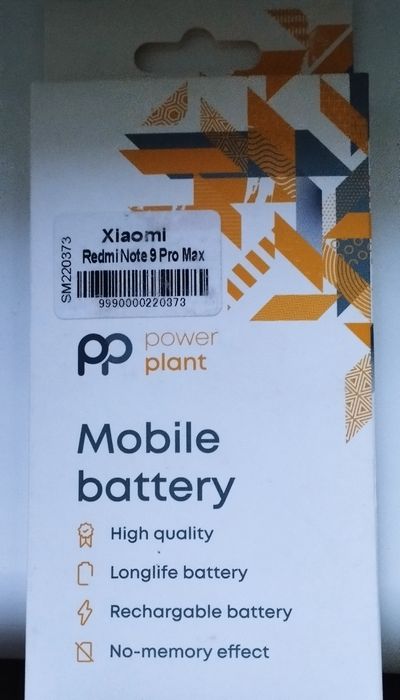 Xiaomi
Redmi Note 9 Pro Max
SM220373
9990000220373
pp power
plant
Mobile
battery
High quality
Longlife battery
Rechargable battery
No-memory effect